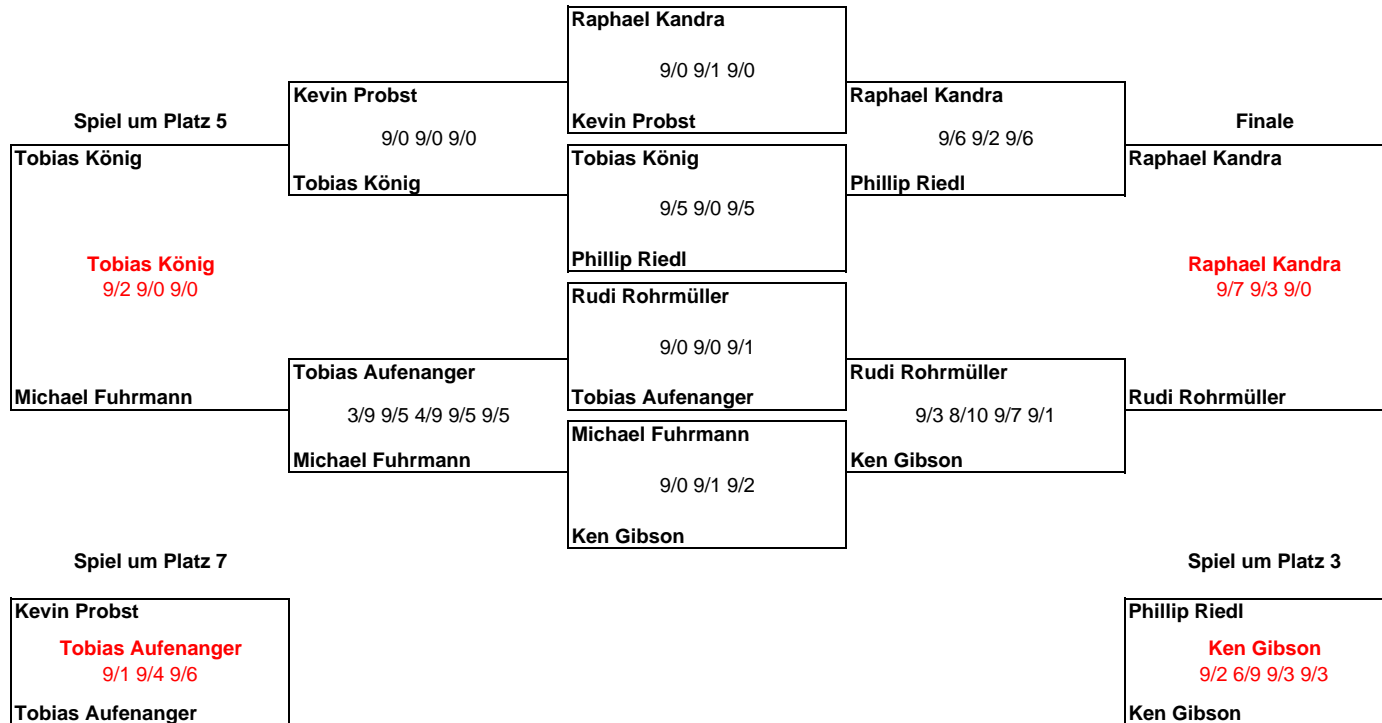 Raphael Kandra
9/0 9/1 9/0
Kevin Probst
Raphael Kandra
Spiel um Platz 5
Kevin Probst
Finale
9/0 9/0 9/0
9/6 9/2 9/6
Tobias König
Tobias König
Raphael Kandra
Tobias König
Phillip Riedl
9/5 9/0 9/5
Phillip Riedl
Tobias König
9/2 9/0 9/0
Raphael Kandra
9/7 9/3 9/0
Rudi Rohrmüller
9/0 9/0 9/1
Tobias Aufenanger
Rudi Rohrmüller
Michael Fuhrmann
Tobias Aufenanger
Rudi Rohrmüller
3/9 9/5 4/9 9/5 9/5
9/3 8/10 9/7 9/1
Michael Fuhrmann
Michael Fuhrmann
Ken Gibson
9/0 9/1 9/2
Ken Gibson
Spiel um Platz 7
Spiel um Platz 3
Kevin Probst
Phillip Riedl
Tobias Aufenanger
9/1 9/4 9/6
Ken Gibson
9/2 6/9 9/3 9/3
Tobias Aufenanger
Ken Gibson